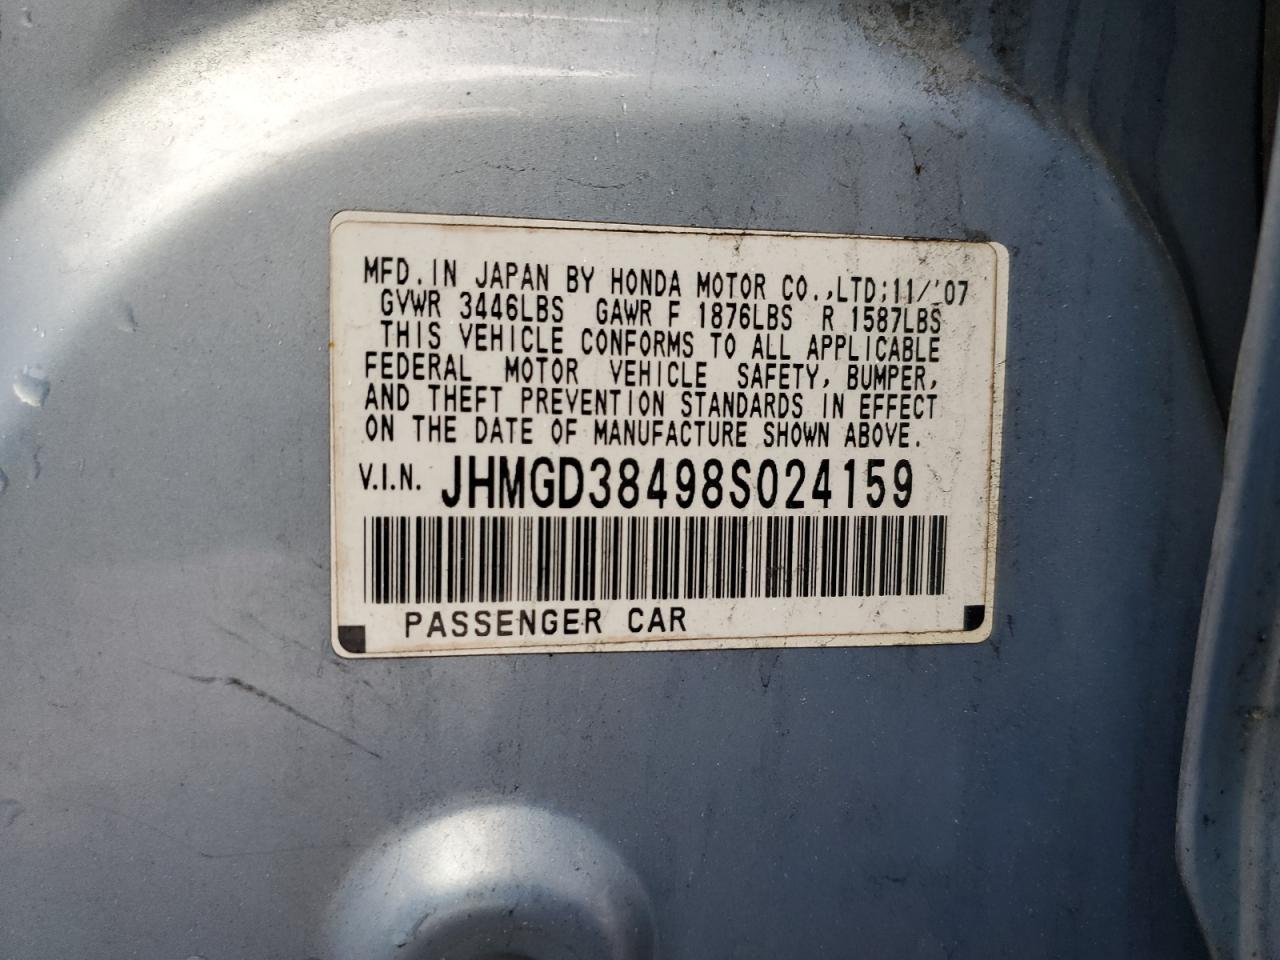 MFD. IN JAPAN BY HONDA MOTOR CO.,LTD;11/'07
GVWR 3446LBS GAWR F 1876LBS R 1587LBS
THIS VEHICLE CONFORMS TO ALL APPLICABLE
FEDERAL MOTOR VEHICLE SAFETY, BUMPER,
AND THEFT PREVENTION STANDARDS IN EFFECT
ON THE DATE OF MANUFACTURE SHOWN ABOVE.
V.I.N. JHMGD38498S024159
PASSENGER CAR